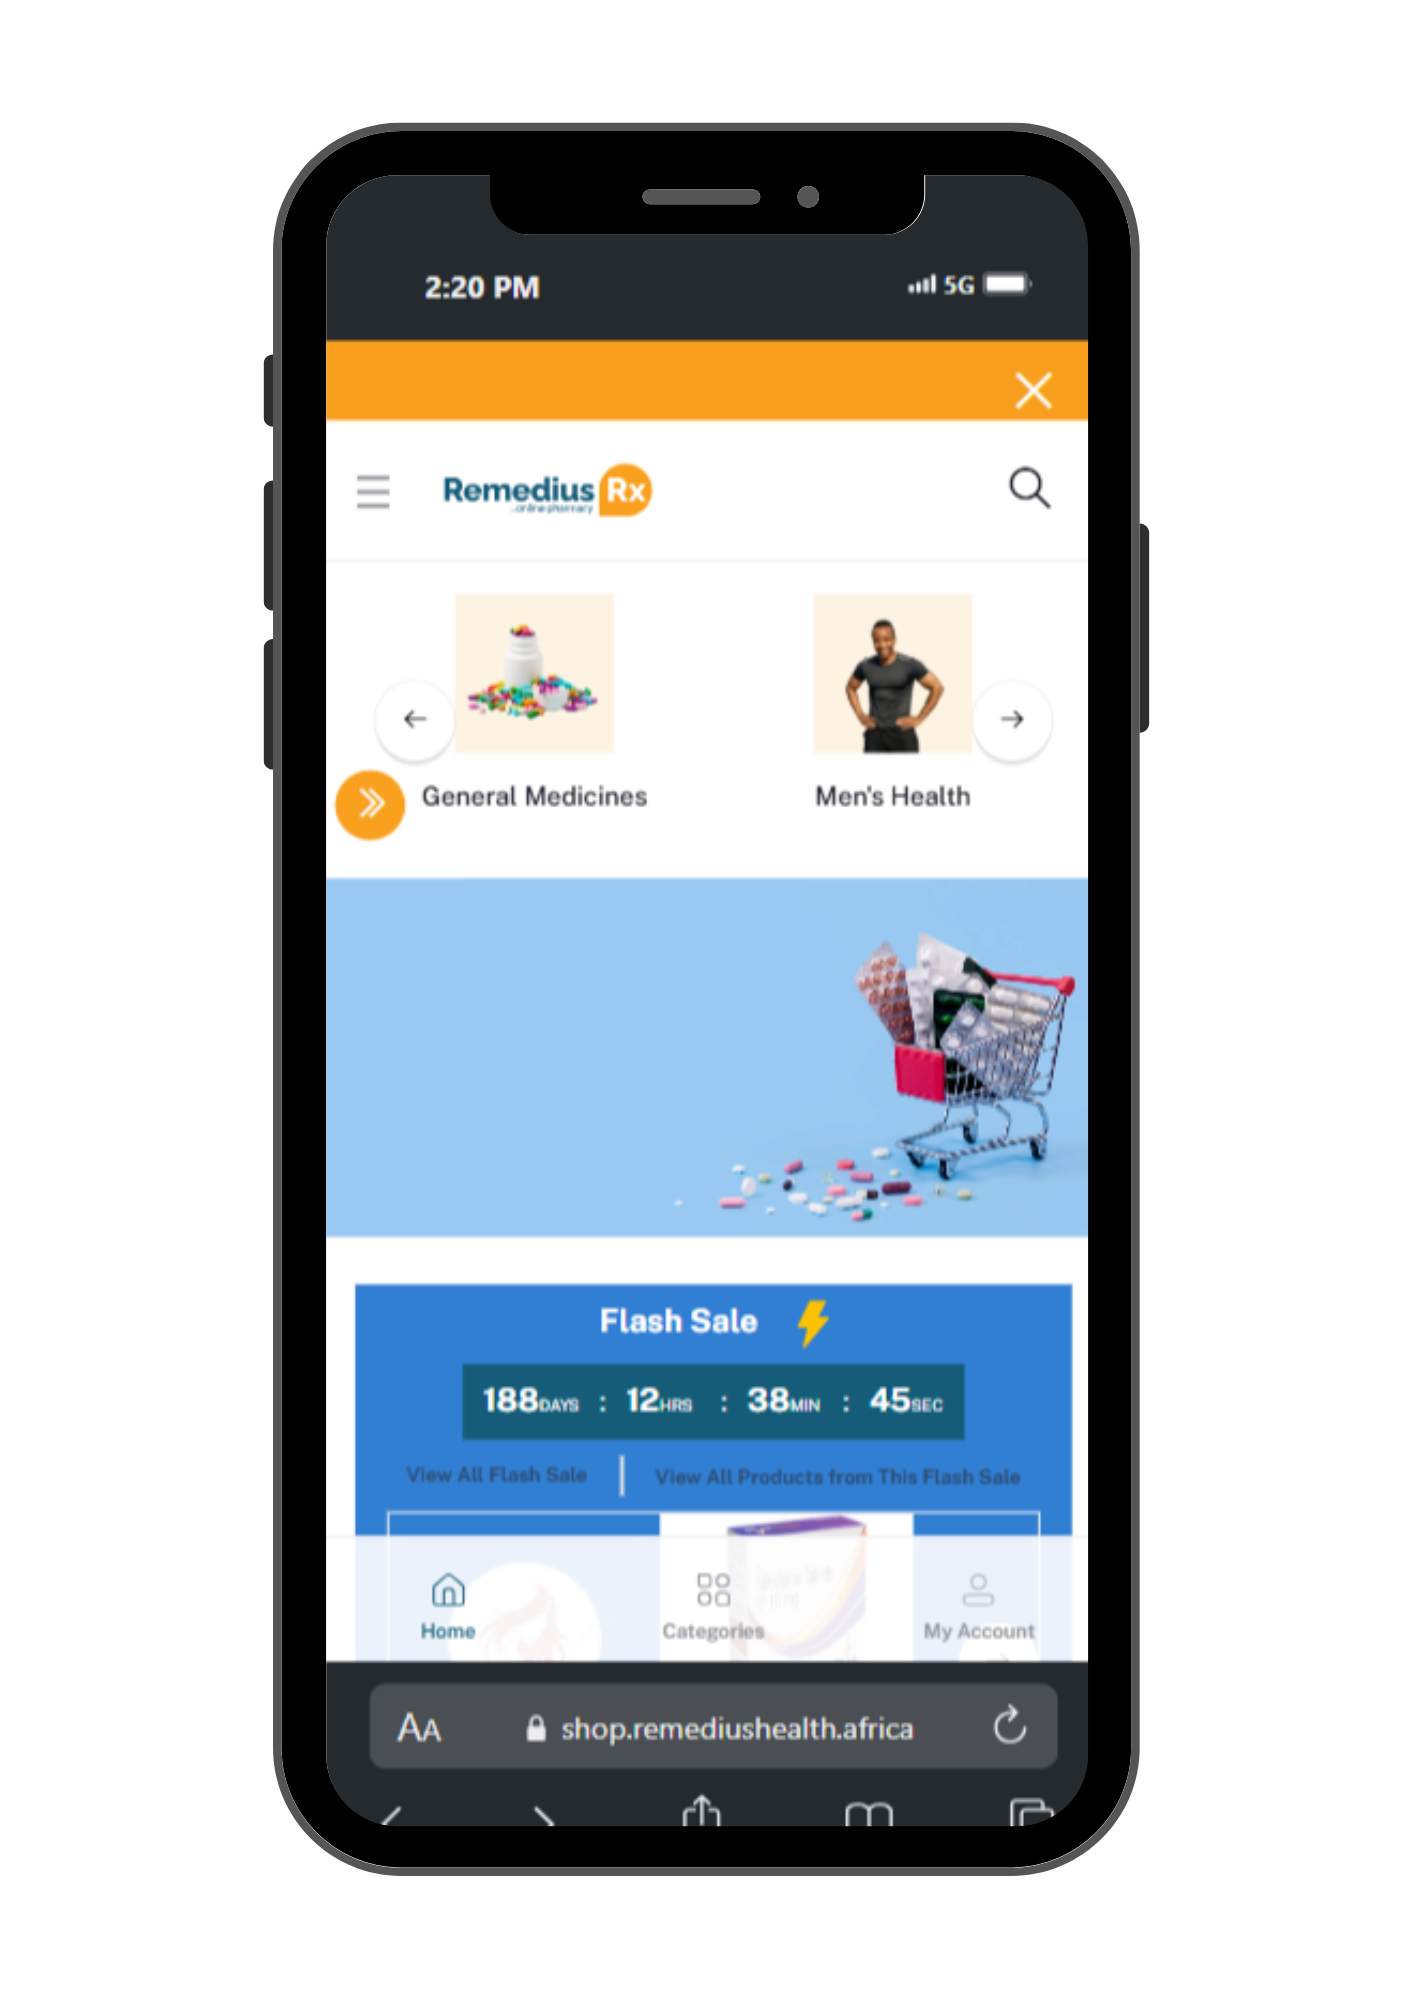 2:20 PM 5G
Remedius Rx
...online pharmacy
General Medicines Men's Health
Flash Sale
188DAYS : 12HRS : 38MIN : 45SEC
View All Flash Sale | View All Products from This Flash Sale
Home Categories My Account
AA shop.remediushealth.africa